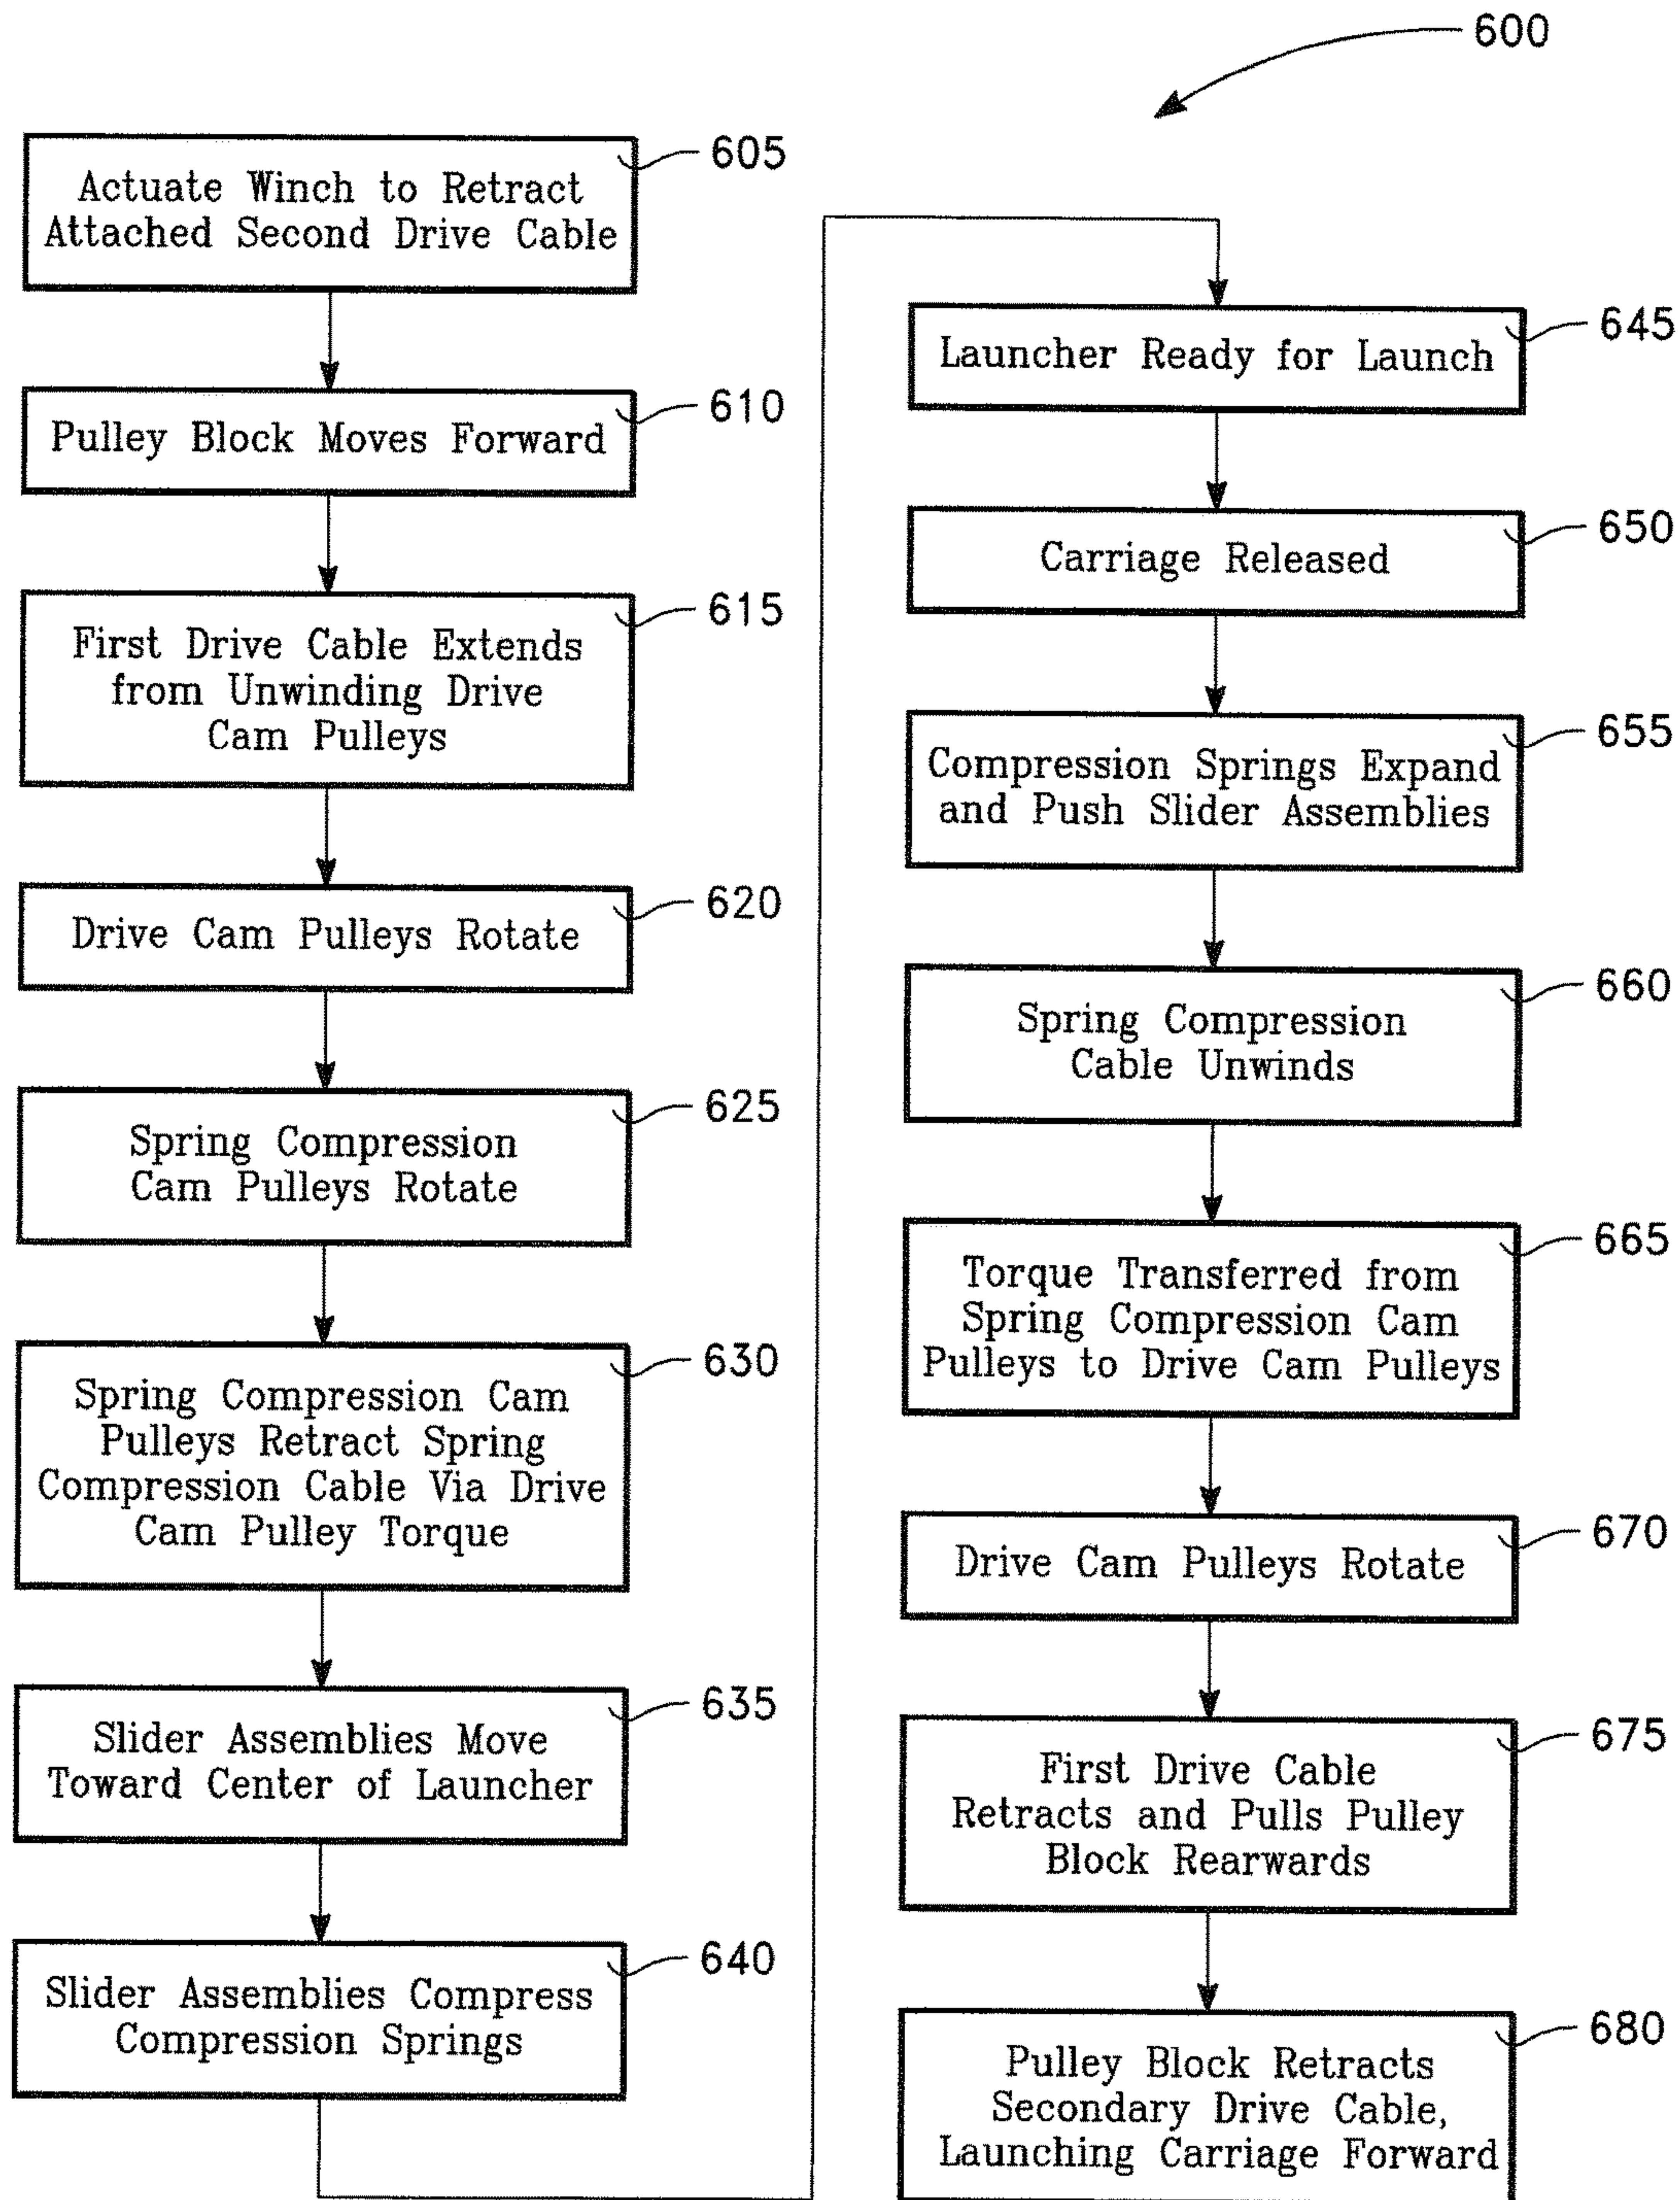 600
605
Actuate Winch to Retract
Attached Second Drive Cable
610
Pulley Block Moves Forward
615
First Drive Cable Extends
from Unwinding Drive
Cam Pulleys
620
Drive Cam Pulleys Rotate
625
Spring Compression
Cam Pulleys Rotate
630
Spring Compression Cam
Pulleys Retract Spring
Compression Cable Via Drive
Cam Pulley Torque
635
Slider Assemblies Move
Toward Center of Launcher
640
Slider Assemblies Compress
Compression Springs
645
Launcher Ready for Launch
650
Carriage Released
655
Compression Springs Expand
and Push Slider Assemblies
660
Spring Compression
Cable Unwinds
665
Torque Transferred from
Spring Compression Cam
Pulleys to Drive Cam Pulleys
670
Drive Cam Pulleys Rotate
675
First Drive Cable
Retracts and Pulls Pulley
Block Rearwards
680
Pulley Block Retracts
Secondary Drive Cable,
Launching Carriage Forward